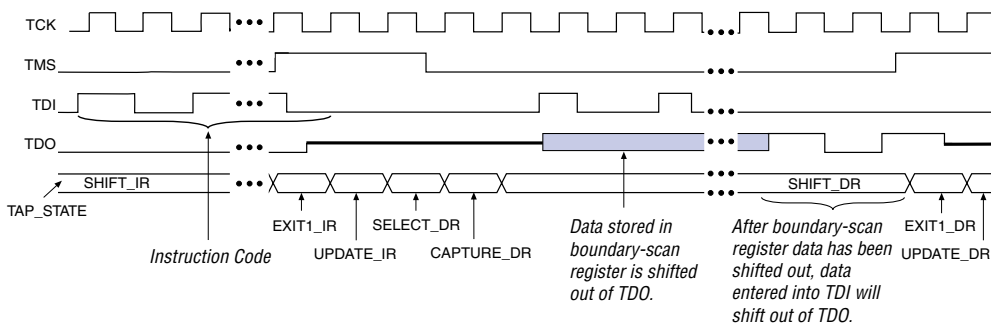 TCK
TMS
TDI
TDO
SHIFT_IR
SHIFT_DR
TAP_STATE
EXIT1_IR
SELECT_DR
UPDATE_IR
CAPTURE_DR
EXIT1_DR
UPDATE_DR
Instruction Code
Data stored in
boundary-scan
register is shifted
out of TDO.
After boundary-scan
register data has been
shifted out, data
entered into TDI will
shift out of TDO.